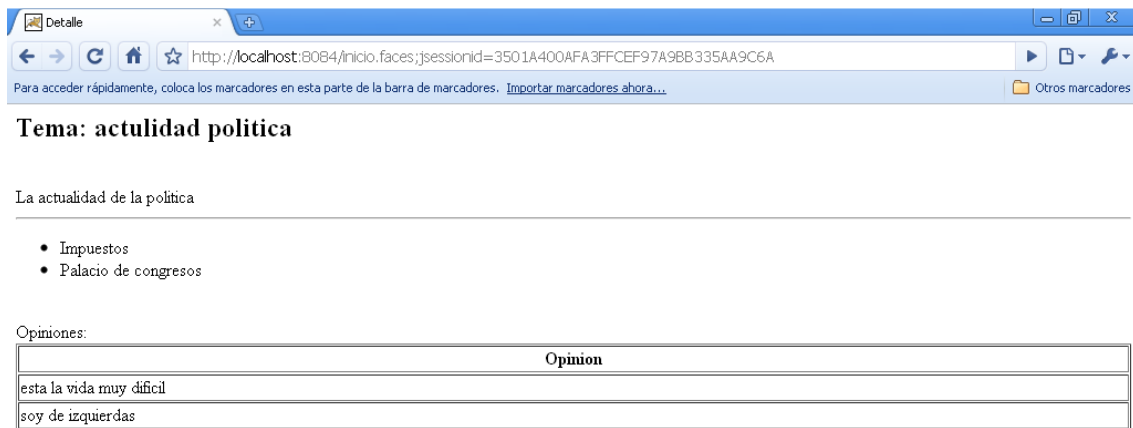 Detalle
http://localhost:8084/inicio.faces;jsessionid=3501A400AFA3FFCEF97A9BB335AA9C6A
Para acceder rápidamente, coloca los marcadores en esta parte de la barra de marcadores. Importar marcadores ahora...
Otros marcadores
Tema: actulidad politica
La actualidad de la politica
Impuestos
Palacio de congresos
Opiniones:
Opinion
esta la vida muy dificil
soy de izquierdas